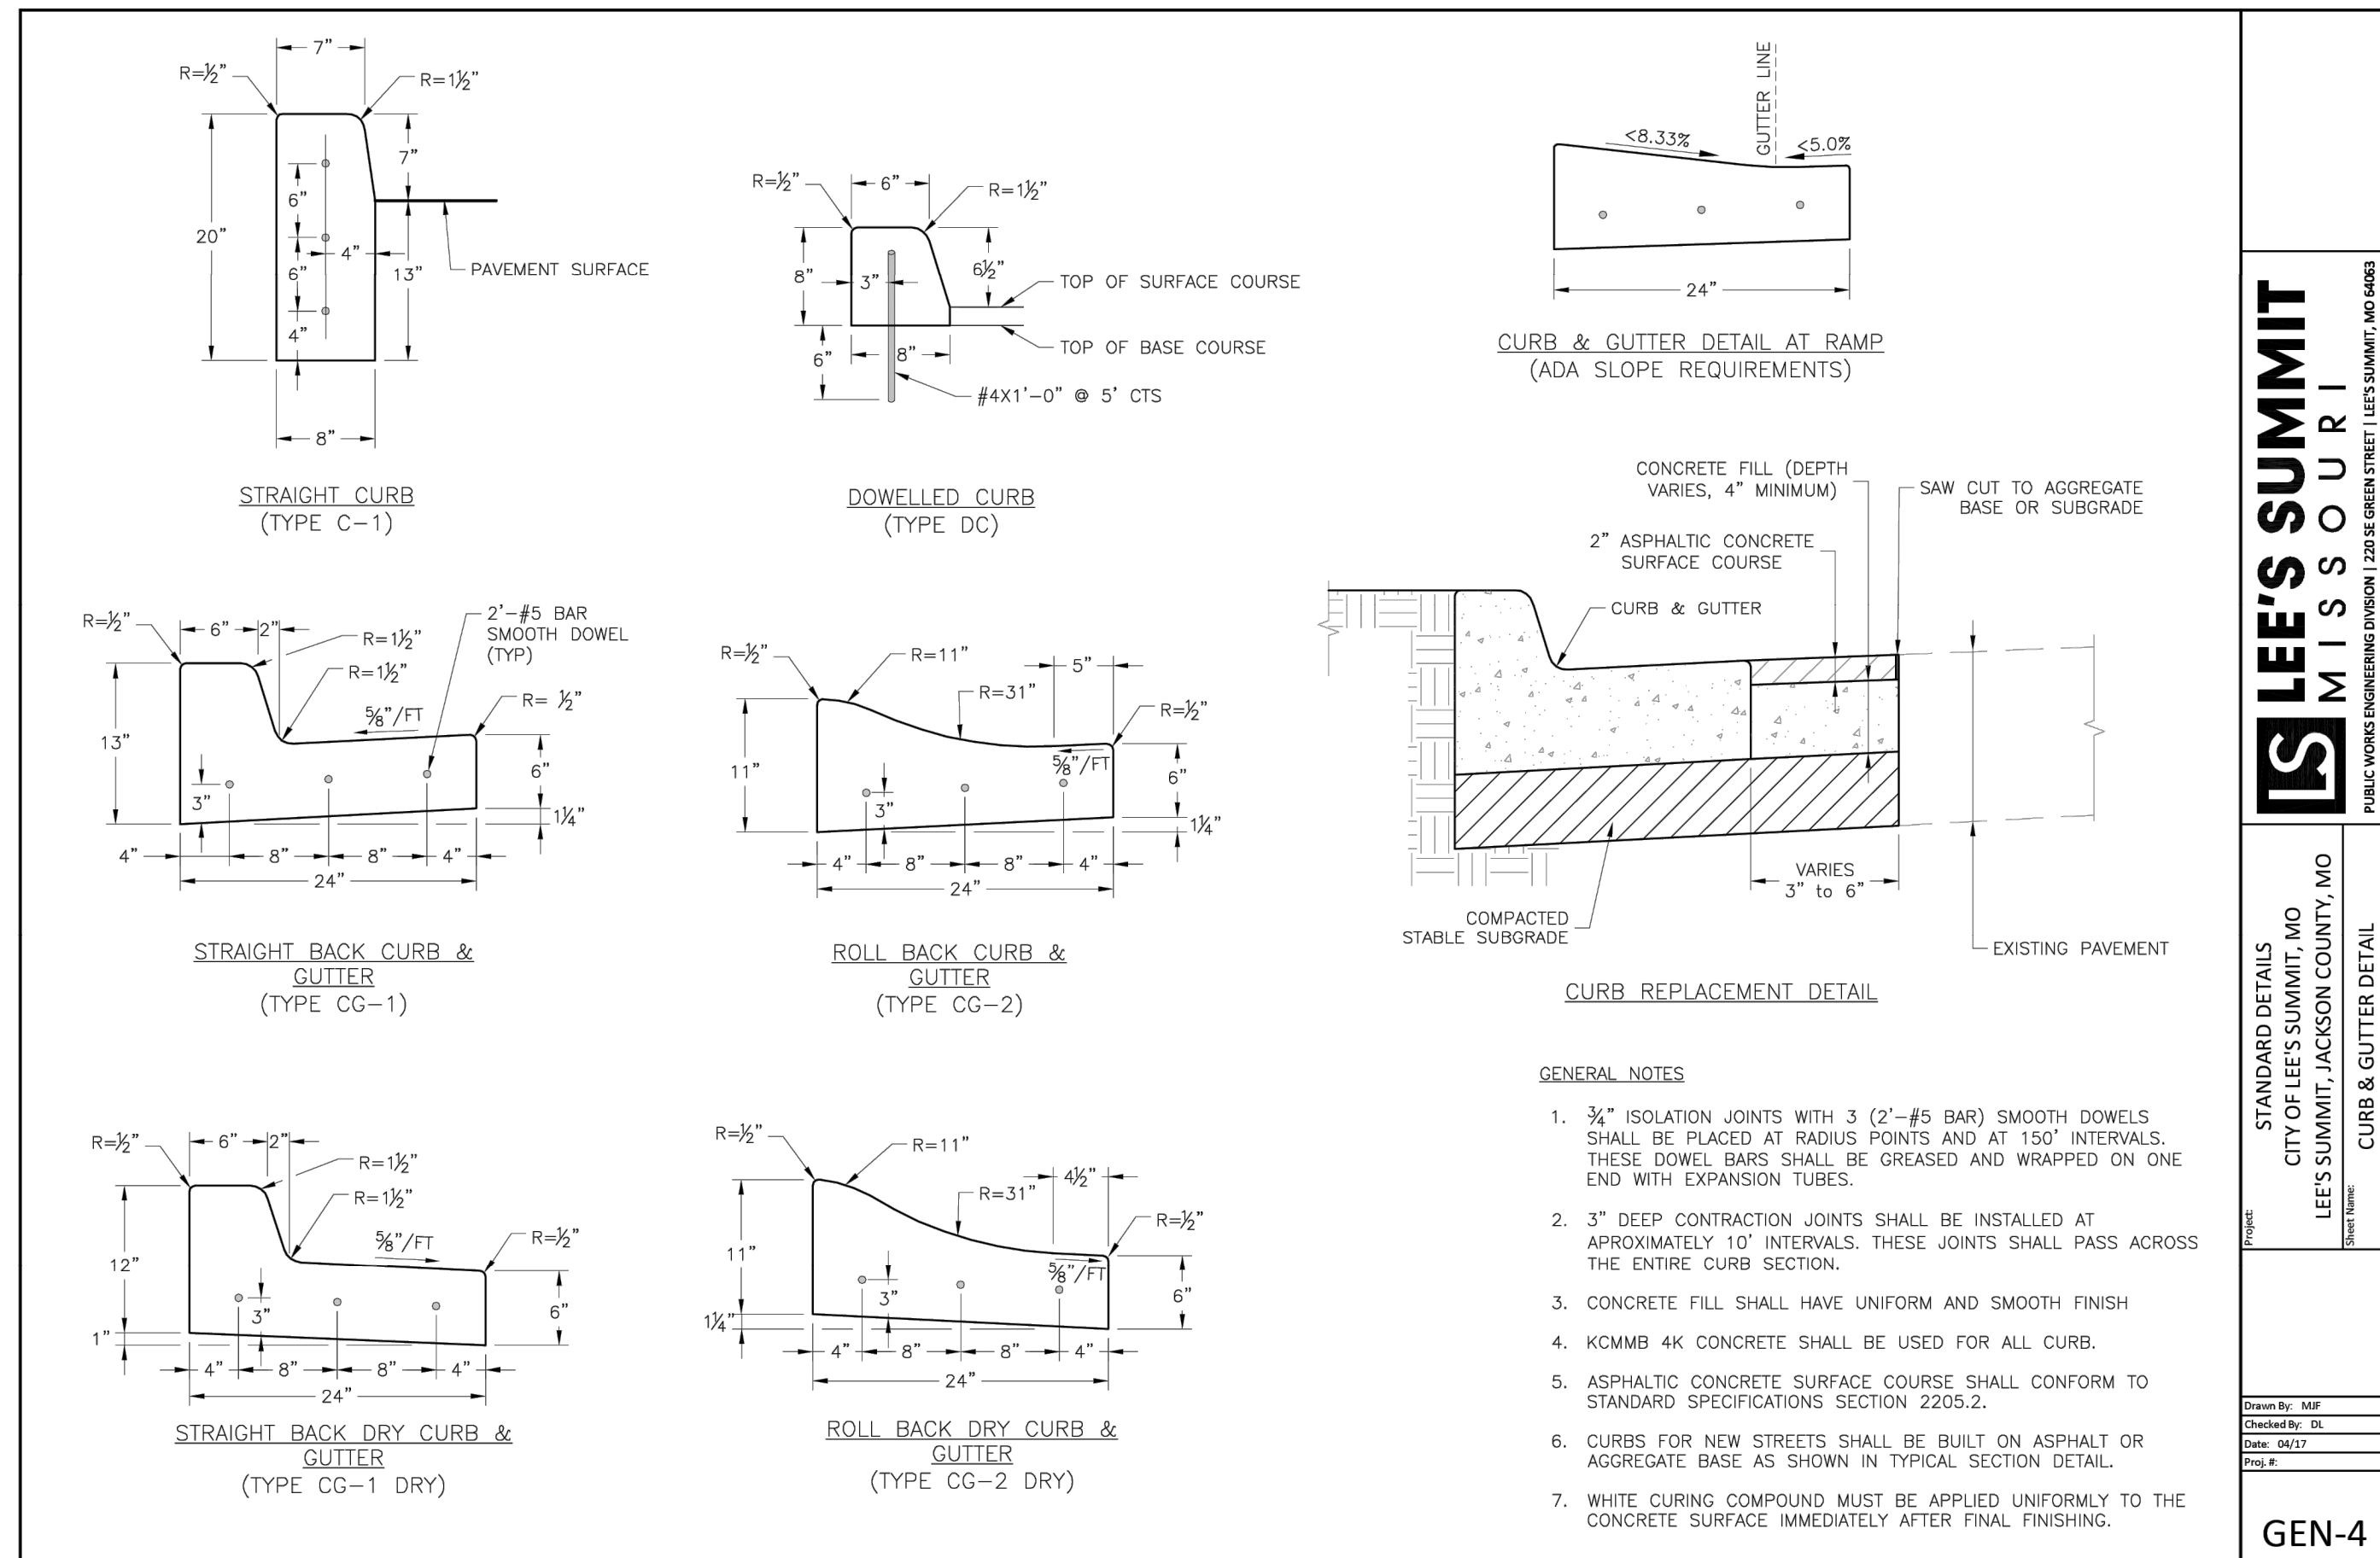 7”
R=½”
R=1½”
7”
6”
20”
4”
6”
13”
4”
PAVEMENT SURFACE
8”
STRAIGHT CURB
(TYPE C-1)
R=½”
6”
R=1½”
8”
3”
6½”
TOP OF SURFACE COURSE
TOP OF BASE COURSE
6”
8”
#4X1’-0” @ 5’ CTS
DOWELLED CURB
(TYPE DC)
GUTTER LINE
<8.33%
<5.0%
24”
CURB & GUTTER DETAIL AT RAMP
(ADA SLOPE REQUIREMENTS)
R=½”
6”
2”
R=1½”
R=1½”
2’-#5 BAR
SMOOTH DOWEL
(TYP)
R= ½”
⅝”/FT
13”
3”
6”
1¼”
4”
8”
8”
4”
24”
STRAIGHT BACK CURB &
GUTTER
(TYPE CG-1)
R=½”
R=11”
R=31”
5”
R=½”
⅝”/FT
11”
3”
6”
1¼”
4”
8”
8”
4”
24”
ROLL BACK CURB &
GUTTER
(TYPE CG-2)
CONCRETE FILL (DEPTH
VARIES, 4” MINIMUM)
SAW CUT TO AGGREGATE
BASE OR SUBGRADE
2” ASPHALTIC CONCRETE
SURFACE COURSE
CURB & GUTTER
VARIES
3” to 6”
COMPACTED
STABLE SUBGRADE
EXISTING PAVEMENT
CURB REPLACEMENT DETAIL
R=½”
6”
2”
R=1½”
R=1½”
⅝”/FT
R=½”
12”
3”
6”
1”
4”
8”
8”
4”
24”
STRAIGHT BACK DRY CURB &
GUTTER
(TYPE CG-1 DRY)
R=½”
R=11”
R=31”
4½”
R=½”
⅝”/FT
11”
3”
6”
1¼”
4”
8”
8”
4”
24”
ROLL BACK DRY CURB &
GUTTER
(TYPE CG-2 DRY)
GENERAL NOTES
1. ¾” ISOLATION JOINTS WITH 3 (2’-#5 BAR) SMOOTH DOWELS
SHALL BE PLACED AT RADIUS POINTS AND AT 150’ INTERVALS.
THESE DOWEL BARS SHALL BE GREASED AND WRAPPED ON ONE
END WITH EXPANSION TUBES.
2. 3” DEEP CONTRACTION JOINTS SHALL BE INSTALLED AT
APROXIMATELY 10’ INTERVALS. THESE JOINTS SHALL PASS ACROSS
THE ENTIRE CURB SECTION.
3. CONCRETE FILL SHALL HAVE UNIFORM AND SMOOTH FINISH
4. KCMMB 4K CONCRETE SHALL BE USED FOR ALL CURB.
5. ASPHALTIC CONCRETE SURFACE COURSE SHALL CONFORM TO
STANDARD SPECIFICATIONS SECTION 2205.2.
6. CURBS FOR NEW STREETS SHALL BE BUILT ON ASPHALT OR
AGGREGATE BASE AS SHOWN IN TYPICAL SECTION DETAIL.
7. WHITE CURING COMPOUND MUST BE APPLIED UNIFORMLY TO THE
CONCRETE SURFACE IMMEDIATELY AFTER FINAL FINISHING.
LS
LEE'S SUMMIT
MISSOURI
PUBLIC WORKS ENGINEERING DIVISION | 220 SE GREEN STREET | LEE'S SUMMIT, MO 64063
Project:
STANDARD DETAILS
CITY OF LEE'S SUMMIT, MO
LEE'S SUMMIT, JACKSON COUNTY, MO
Sheet Name:
CURB & GUTTER DETAIL
Drawn By: MJF
Checked By: DL
Date: 04/17
Proj. #:
GEN-4